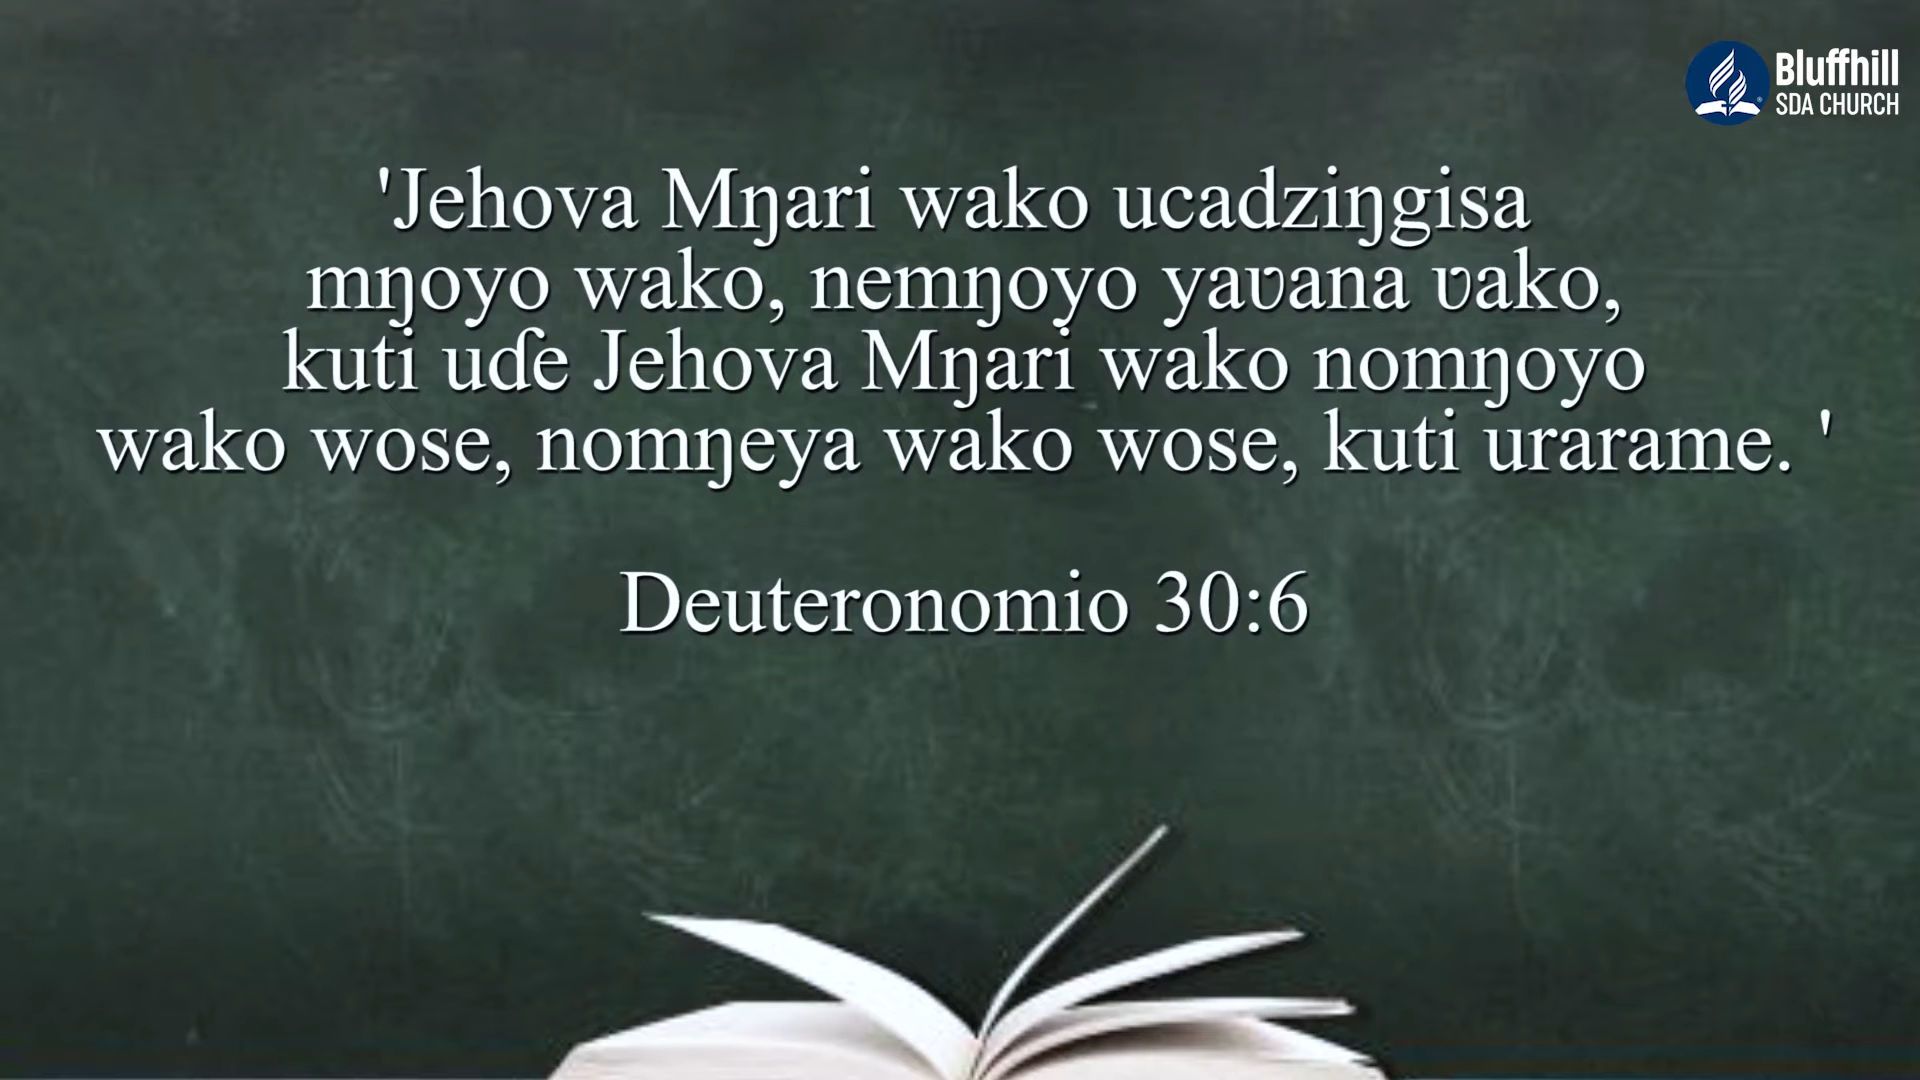 Bluffhill
SDA CHURCH
'Jehova Mŋari wako ucadziŋgisa
mŋoyo wako, nemŋoyo yaʋana ʋako,
kuti uɗe Jehova Mŋari wako nomŋoyo
wako wose, nomŋeya wako wose, kuti urarame. '
Deuteronomio 30:6